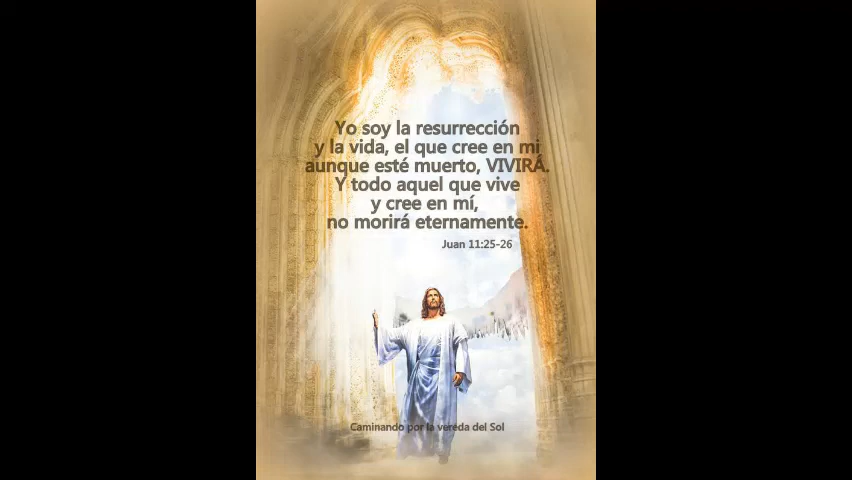 Yo soy la resurrección
y la vida, el que cree en mi
aunque esté muerto, VIVIRÁ.
Y todo aquel que vive
y cree en mí,
no morirá eternamente.
Juan 11:25-26
Caminando por la vereda del Sol